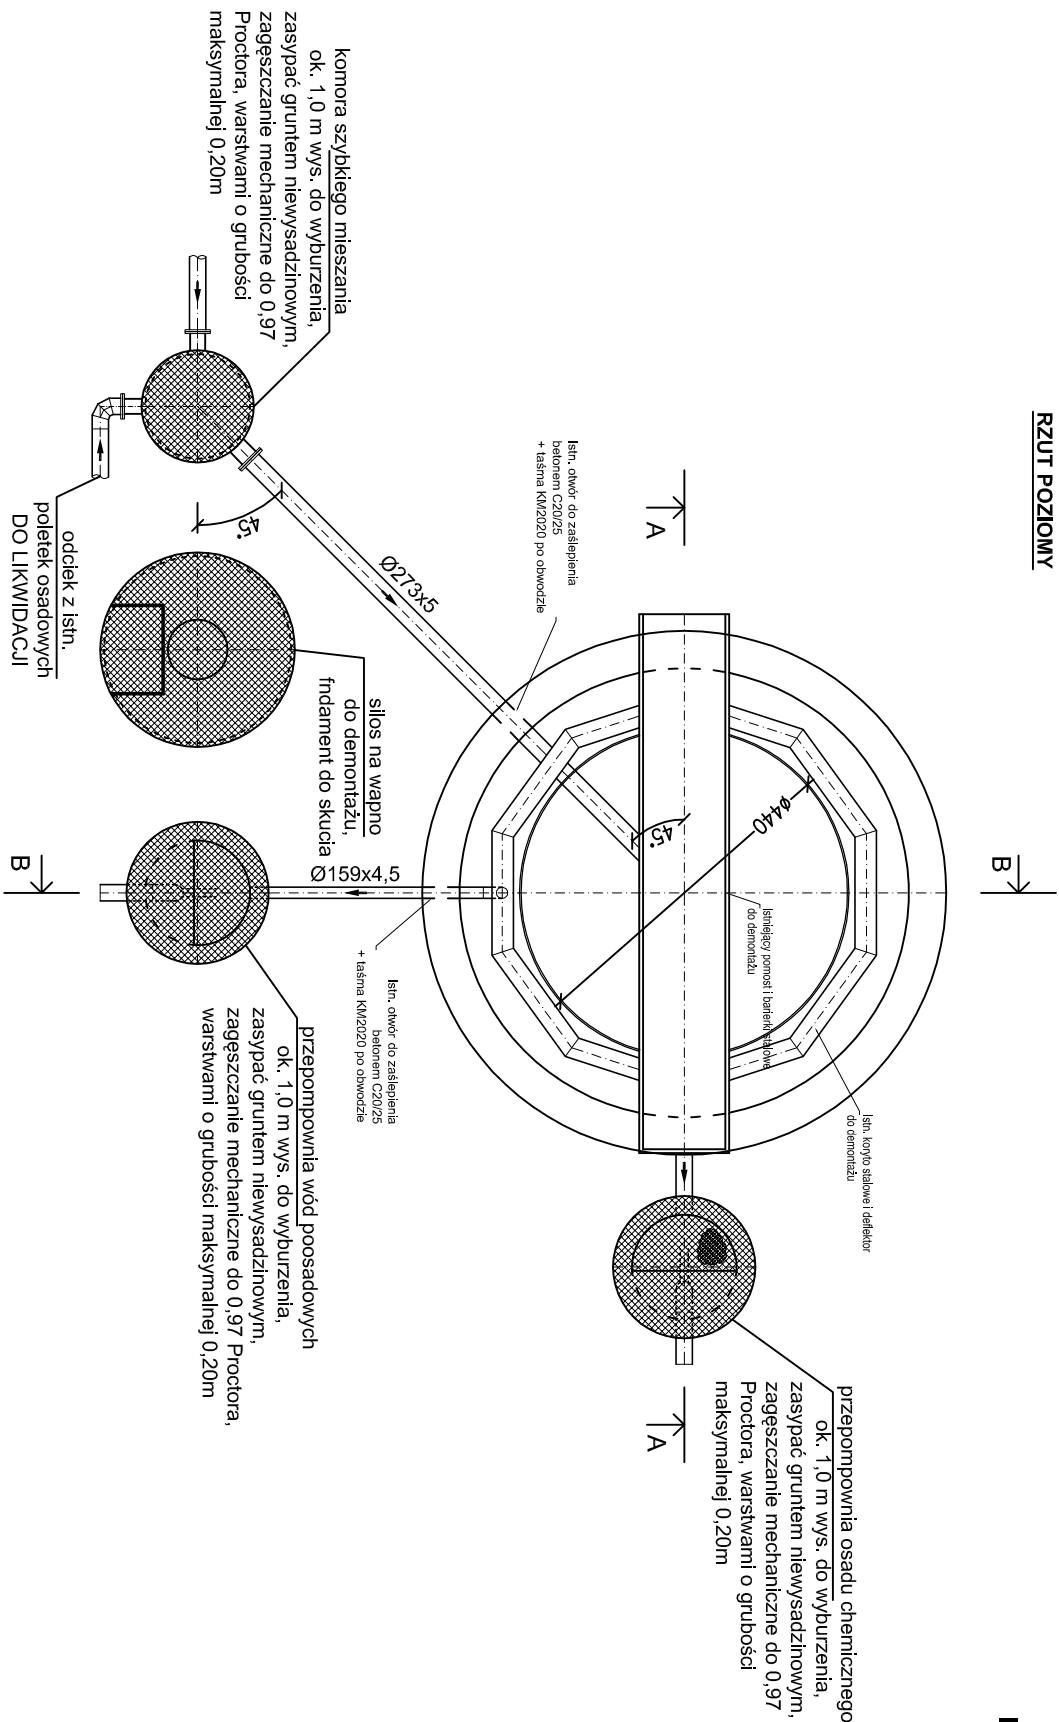 RZUT POZIOMY
komora szybkiego mieszania
ok. 1,0 m wys. do wyburzenia,
zasypać gruntem niewysadzinowym,
zagęszczanie mechaniczne do 0,97
Proctora, warstwami o grubości
maksymalnej 0,20m
odciek z istn.
poletek osadowych
DO LIKWIDACJI
45°
Ø273x5
Istn. otwór do zaślepienia
betonem C20/25
+ taśma KM2020 po obwodzie
A
silos na wapno
do demontażu,
fndament do skucia
45°
ø440
B
B
Ø159x4,5
Istniejący pomost i barierki stalowe
do demontażu
Istn. koryto stalowe i deflektor
do demontażu
Istn. otwór do zaślepienia
betonem C20/25
+ taśma KM2020 po obwodzie
przepompownia wód poosadowych
ok. 1,0 m wys. do wyburzenia,
zasypać gruntem niewysadzinowym,
zagęszczanie mechaniczne do 0,97 Proctora,
warstwami o grubości maksymalnej 0,20m
A
przepompownia osadu chemicznego
ok. 1,0 m wys. do wyburzenia,
zasypać gruntem niewysadzinowym,
zagęszczanie mechaniczne do 0,97
Proctora, warstwami o grubości
maksymalnej 0,20m